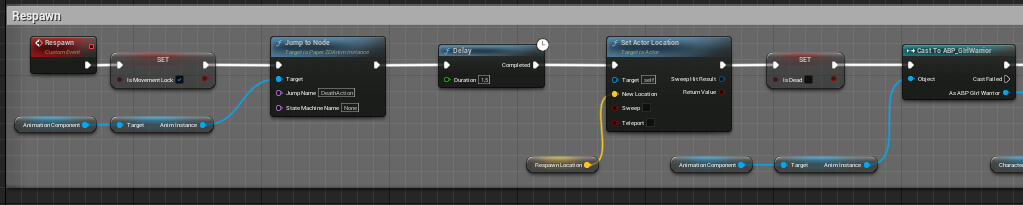 Respawn
Respawn
Custom Event
SET
Is Movement Lock
Jump to Node
Target is Paper ZDAnim Instance
Target
Jump Name DeathAction
State Machine Name None
Animation Component
Target Anim Instance
Delay
Completed
Duration 1.5
Set Actor Location
Target is Actor
Target self
Sweep Hit Result
New Location
Return Value
Sweep
Teleport
Respawn Location
SET
Is Dead
Animation Component
Target Anim Instance
Cast To ABP_GirlWarrior
Object
Cast Failed
As ABP Girl Warrior
Characte